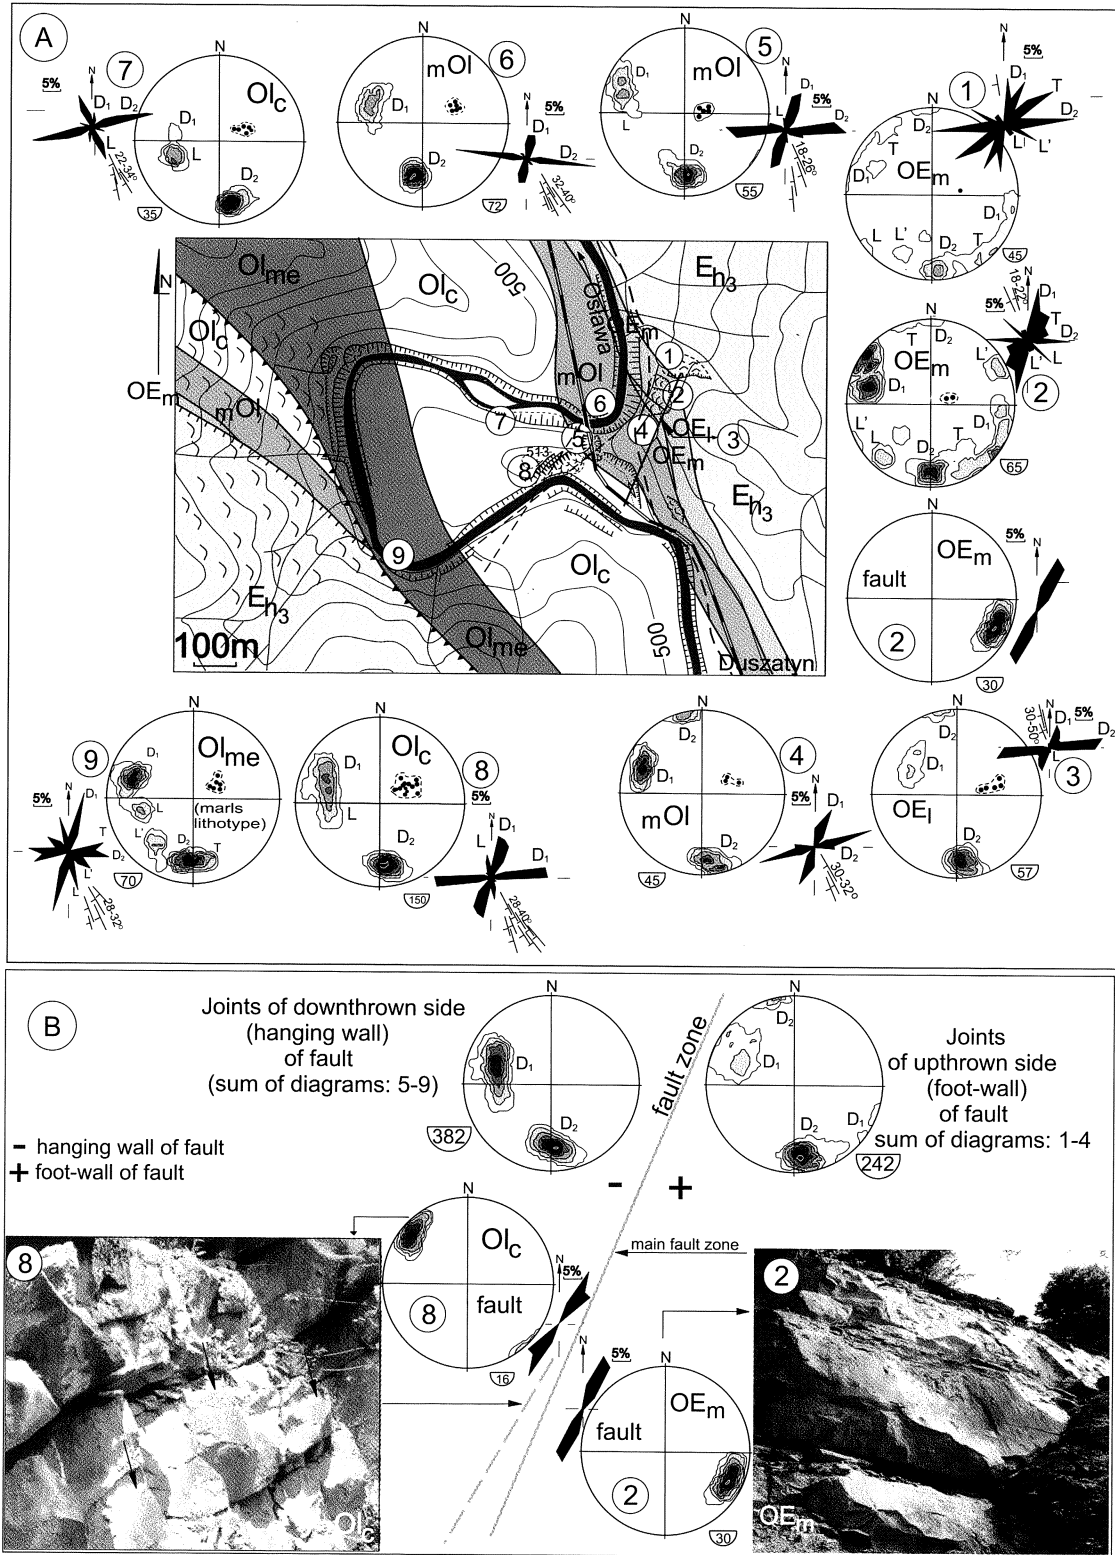 A
7
N
5%
D1
D2
L
22-34°
N
Olc
D1
L
D2
35
6
N
mOl
D1
D2
72
5%
N
D1
D2
32-40°
5
N
mOl
D1
L
D2
55
N
5%
L
D1
D2
18-26°
1
N
5%
D1
T
D2
L
L'
N
D2
T
D1
OEm
D1
L
L'
D2
T
45
18-22°
5%
N
D1
T
D2
L'
L
2
N
T
D2
OEm
L'
D1
D1
L'
L
D2
T
65
N
OEm
fault
2
30
5%
N
N
Olme
Olc
500
Eh3
Olc
Osława
OEm
mOl
OEm
mOl
1
2
6
7
5
4
OEl
3
8
513
OEm
Eh3
9
Olc
Eh3
Olme
500
100m
Duszatyn
9
N
Olme
D1
(marls
lithotype)
L
L'
D2
T
70
5%
N
D1
T
D2
L'
L
28-32°
8
N
Olc
D1
L
D2
150
5%
N
L
D1
D1
28-40°
4
N
D2
D1
mOl
D2
45
5%
N
D1
D2
30-32°
3
N
D2
D1
OEl
D2
57
30-50°
N
D1
5%
D2
L
B
Joints of downthrown side
(hanging wall)
of fault
(sum of diagrams: 5-9)
N
D1
D2
382
fault zone
N
D2
D1
D1
D2
242
Joints
of upthrown side
(foot-wall)
of fault
sum of diagrams: 1-4
- hanging wall of fault
+ foot-wall of fault
-
+
N
Olc
8
fault
16
N
5%
main fault zone
8
Olc
N
5%
N
OEm
fault
2
30
2
OEm